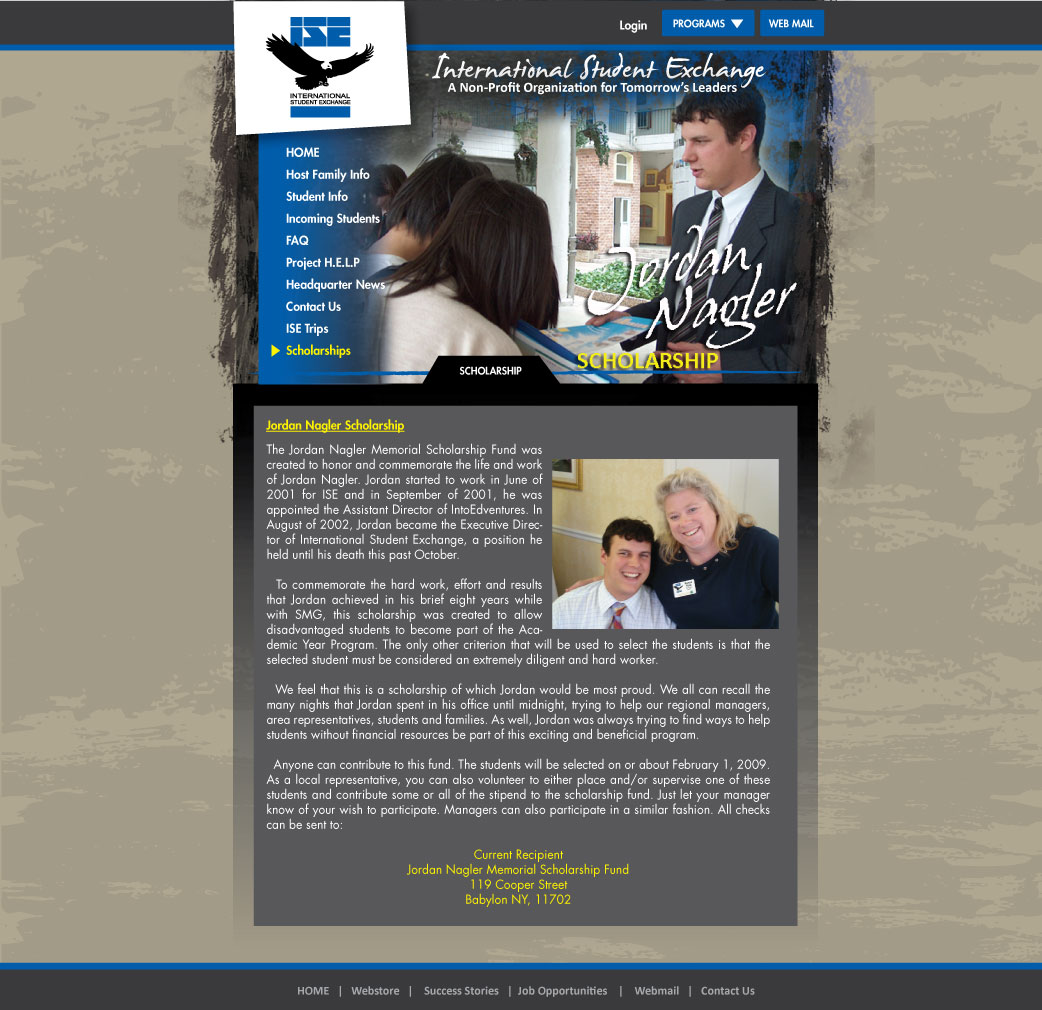 ISE
INTERNATIONAL
STUDENT EXCHANGE
Login
PROGRAMS
WEB MAIL
International Student Exchange
A Non-Profit Organization for Tomorrow's Leaders
HOME
Host Family Info
Student Info
Incoming Students
FAQ
Project H.E.L.P
Headquarter News
Contact Us
ISE Trips
Scholarships
Jordan
Nagler
SCHOLARSHIP
SCHOLARSHIP
Jordan Nagler Scholarship
The Jordan Nagler Memorial Scholarship Fund was
created to honor and commemorate the life and work
of Jordan Nagler. Jordan started to work in June of
2001 for ISE and in September of 2001, he was
appointed the Assistant Director of IntoEdventures. In
August of 2002, Jordan became the Executive Direc-
tor of International Student Exchange, a position he
held until his death this past October.
To commemorate the hard work, effort and results
that Jordan achieved in his brief eight years while
with SMG, this scholarship was created to allow
disadvantaged students to become part of the Aca-
demic Year Program. The only other criterion that will be used to select the students is that the
selected student must be considered an extremely diligent and hard worker.
We feel that this is a scholarship of which Jordan would be most proud. We all can recall the
many nights that Jordan spent in his office until midnight, trying to help our regional managers,
area representatives, students and families. As well, Jordan was always trying to find ways to help
students without financial resources be part of this exciting and beneficial program.
Anyone can contribute to this fund. The students will be selected on or about February 1, 2009.
As a local representative, you can also volunteer to either place and/or supervise one of these
students and contribute some or all of the stipend to the scholarship fund. Just let your manager
know of your wish to participate. Managers can also participate in a similar fashion. All checks
can be sent to:
Current Recipient
Jordan Nagler Memorial Scholarship Fund
119 Cooper Street
Babylon NY, 11702
HOME | Webstore | Success Stories | Job Opportunities | Webmail | Contact Us